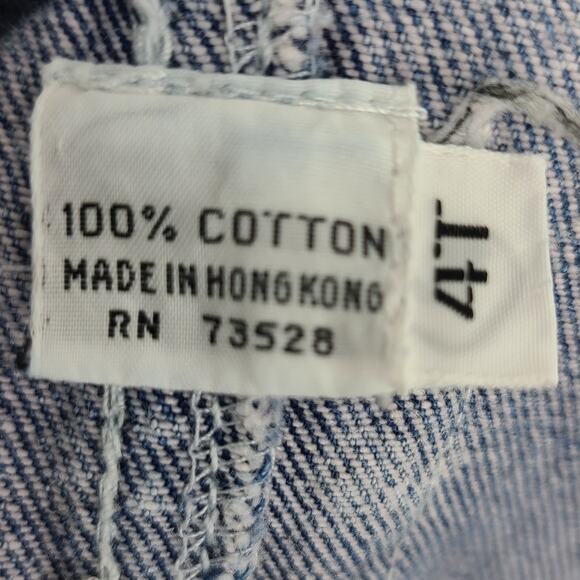 100% COTTON
MADE IN HONG KONG
RN 73528
4T